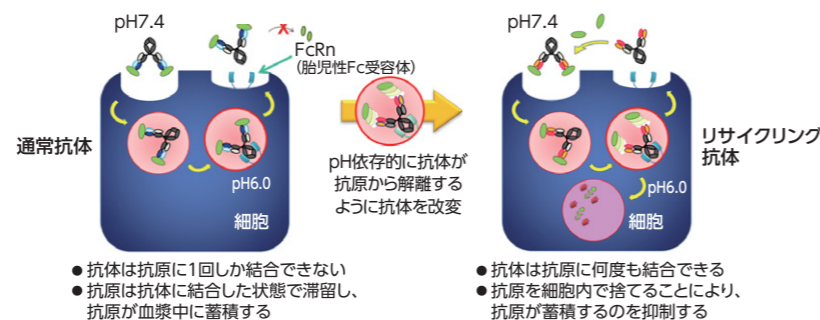 pH7.4
FcRn
（胎児性Fc受容体）
通常抗体
pH6.0
細胞
pH依存的に抗体が
抗原から解離する
ように抗体を改変
pH7.4
リサイクリング
抗体
pH6.0
細胞
● 抗体は抗原に1回しか結合できない
● 抗原は抗体に結合した状態で滞留し、
抗原が血漿中に蓄積する
● 抗体は抗原に何度も結合できる
● 抗原を細胞内で捨てることにより、
抗原が蓄積するのを抑制する